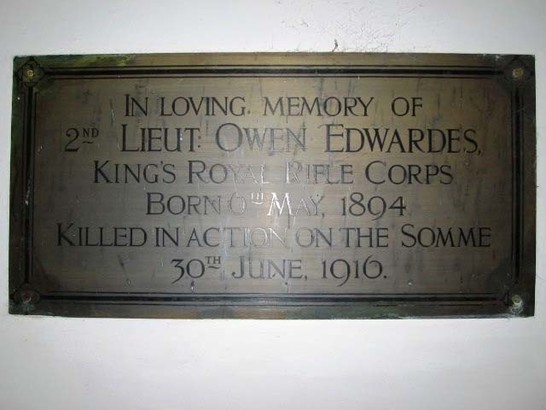 IN LOVING MEMORY OF
2ND LIEUT: OWEN EDWARDES,
KING'S ROYAL RIFLE CORPS
BORN 6TH MAY, 1894
KILLED IN ACTION ON THE SOMME
30TH JUNE, 1916.